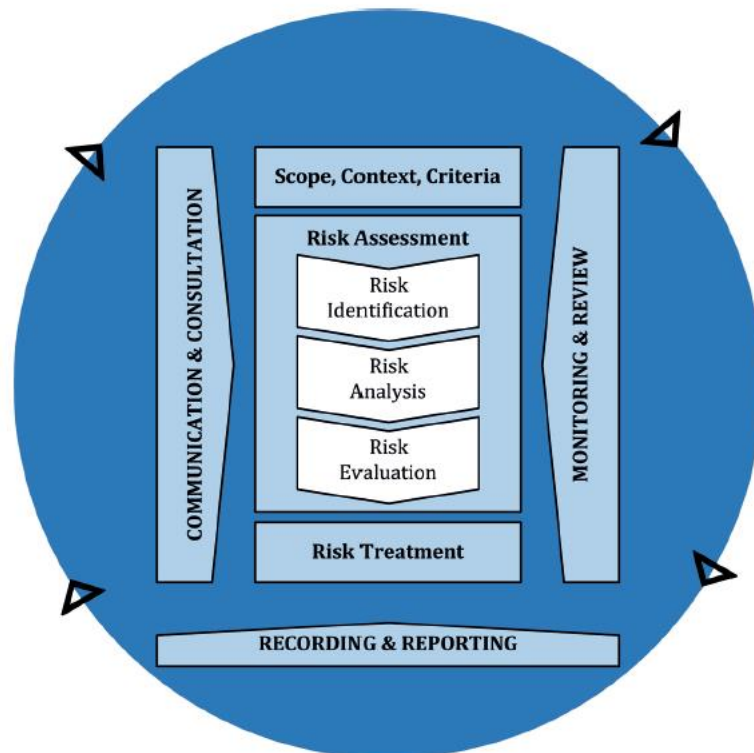 Scope, Context, Criteria
COMMUNICATION & CONSULTATION
Risk Assessment
Risk
Identification
Risk
Analysis
Risk
Evaluation
MONITORING & REVIEW
Risk Treatment
RECORDING & REPORTING